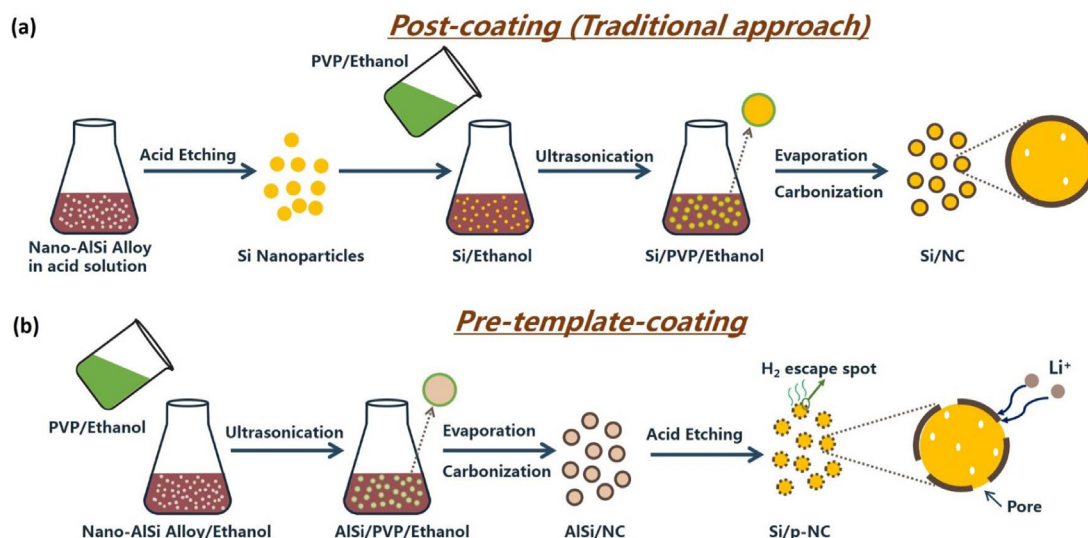 (a)
Post-coating (Traditional approach)
PVP/Ethanol
Acid Etching
Ultrasonication
Evaporation
Carbonization
Nano-AlSi Alloy
in acid solution
Si Nanoparticles
Si/Ethanol
Si/PVP/Ethanol
Si/NC
(b)
Pre-template-coating
PVP/Ethanol
Ultrasonication
Evaporation
Carbonization
Acid Etching
H₂ escape spot
Li⁺
Pore
Nano-AlSi Alloy/Ethanol
AlSi/PVP/Ethanol
AlSi/NC
Si/p-NC